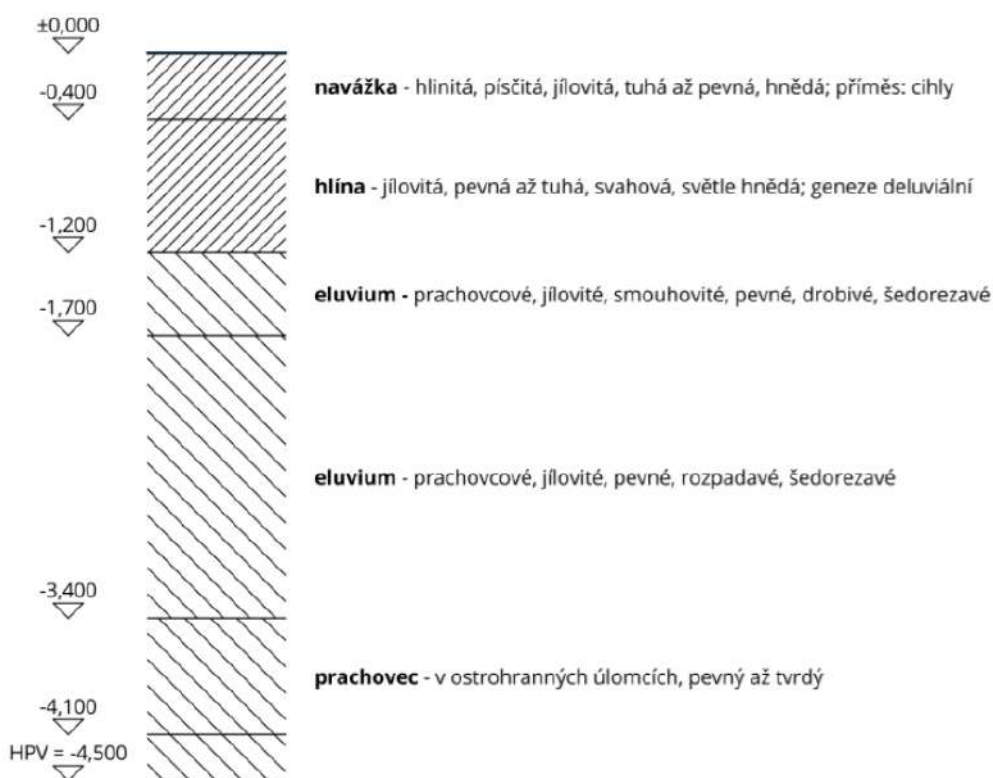 ±0,000
navážka - hlinitá, písčitá, jílovitá, tuhá až pevná, hnědá; příměs: cihly
-0,400
hlína - jílovitá, pevná až tuhá, svahová, světle hnědá; geneze deluviální
-1,200
eluvium - prachovcové, jílovité, smouhovité, pevné, drobivé, šedorezavé
-1,700
eluvium - prachovcové, jílovité, pevné, rozpadavé, šedorezavé
-3,400
prachovec - v ostrohranných úlomcích, pevný až tvrdý
-4,100
HPV = -4,500